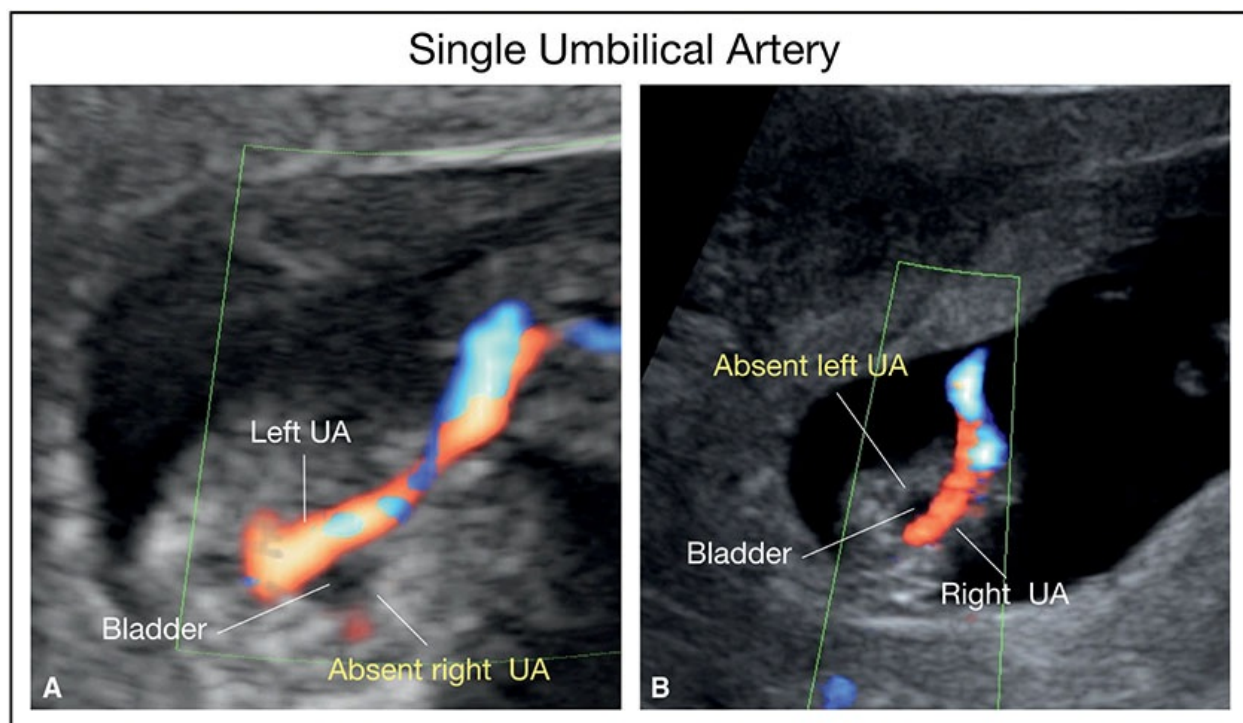 Single Umbilical Artery
Left UA
Bladder
Absent right UA
A
Absent left UA
Bladder
Right UA
B